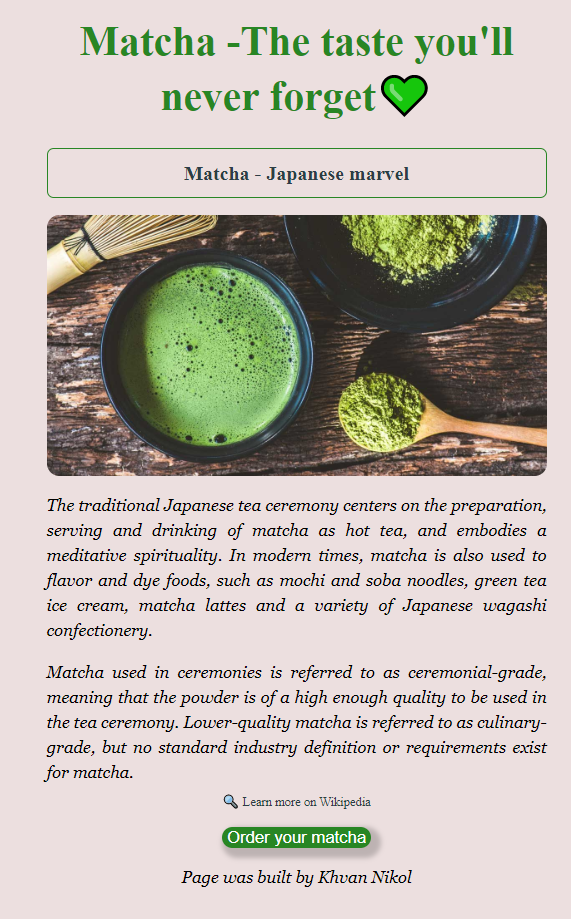 Matcha -The taste you'll
never forget💚
Matcha - Japanese marvel
The traditional Japanese tea ceremony centers on the preparation,
serving and drinking of matcha as hot tea, and embodies a
meditative spirituality. In modern times, matcha is also used to
flavor and dye foods, such as mochi and soba noodles, green tea
ice cream, matcha lattes and a variety of Japanese wagashi
confectionery.
Matcha used in ceremonies is referred to as ceremonial-grade,
meaning that the powder is of a high enough quality to be used in
the tea ceremony. Lower-quality matcha is referred to as culinary-
grade, but no standard industry definition or requirements exist
for matcha.
🔍 Learn more on Wikipedia
Order your matcha
Page was built by Khvan Nikol